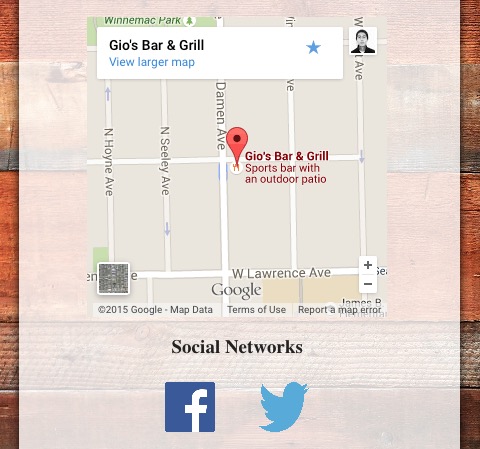 Winnemac Park
Gio's Bar & Grill
View larger map
Damen Ave
N Hoyne Ave
N Seeley Ave
Ave
Gio's Bar & Grill
Sports bar with
an outdoor patio
W Lawrence Ave
Google
James B
©2015 Google - Map Data
Terms of Use
Report a map error
Social Networks